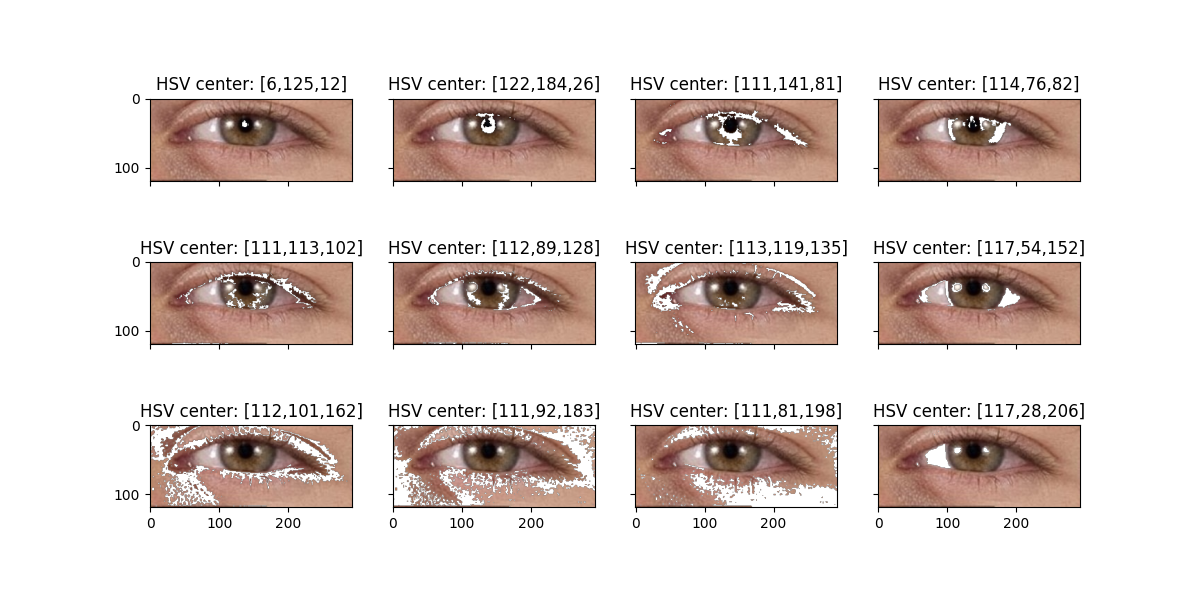 HSV center: [6,125,12]
HSV center: [122,184,26]
HSV center: [111,141,81]
HSV center: [114,76,82]
0
100
HSV center: [111,113,102]
HSV center: [112,89,128]
HSV center: [113,119,135]
HSV center: [117,54,152]
0
100
HSV center: [112,101,162]
HSV center: [111,92,183]
HSV center: [111,81,198]
HSV center: [117,28,206]
0
100
0 100 200
0 100 200
0 100 200
0 100 200